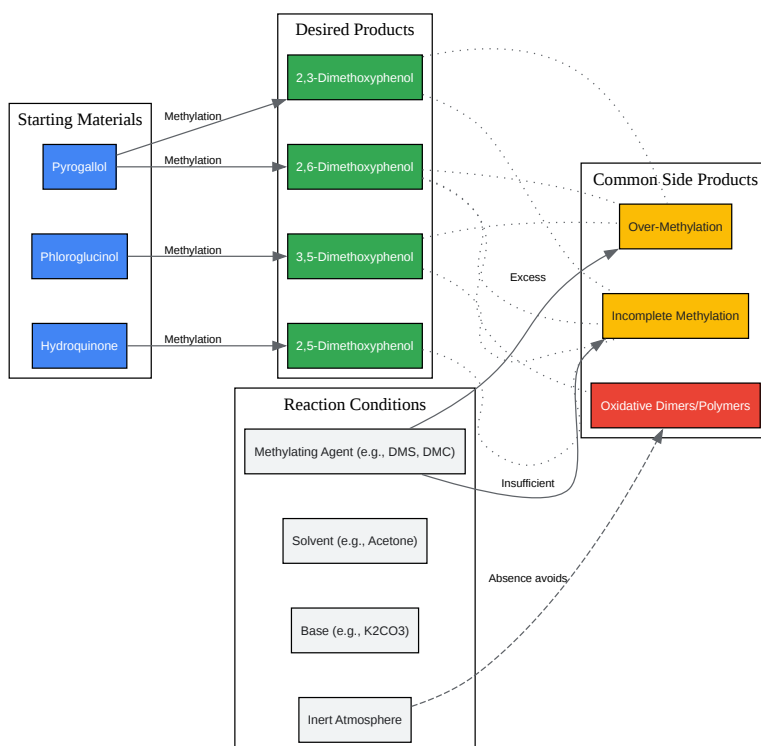 Desired Products
2,3-Dimethoxyphenol
Starting Materials
Methylation
Pyrogallol
Methylation
2,6-Dimethoxyphenol
Common Side Products
Over-Methylation
Phloroglucinol
Methylation
3,5-Dimethoxyphenol
Excess
Incomplete Methylation
Hydroquinone
Methylation
2,5-Dimethoxyphenol
Reaction Conditions
Oxidative Dimers/Polymers
Methylating Agent (e.g., DMS, DMC)
Insufficient
Solvent (e.g., Acetone)
Absence avoids
Base (e.g., K2CO3)
Inert Atmosphere